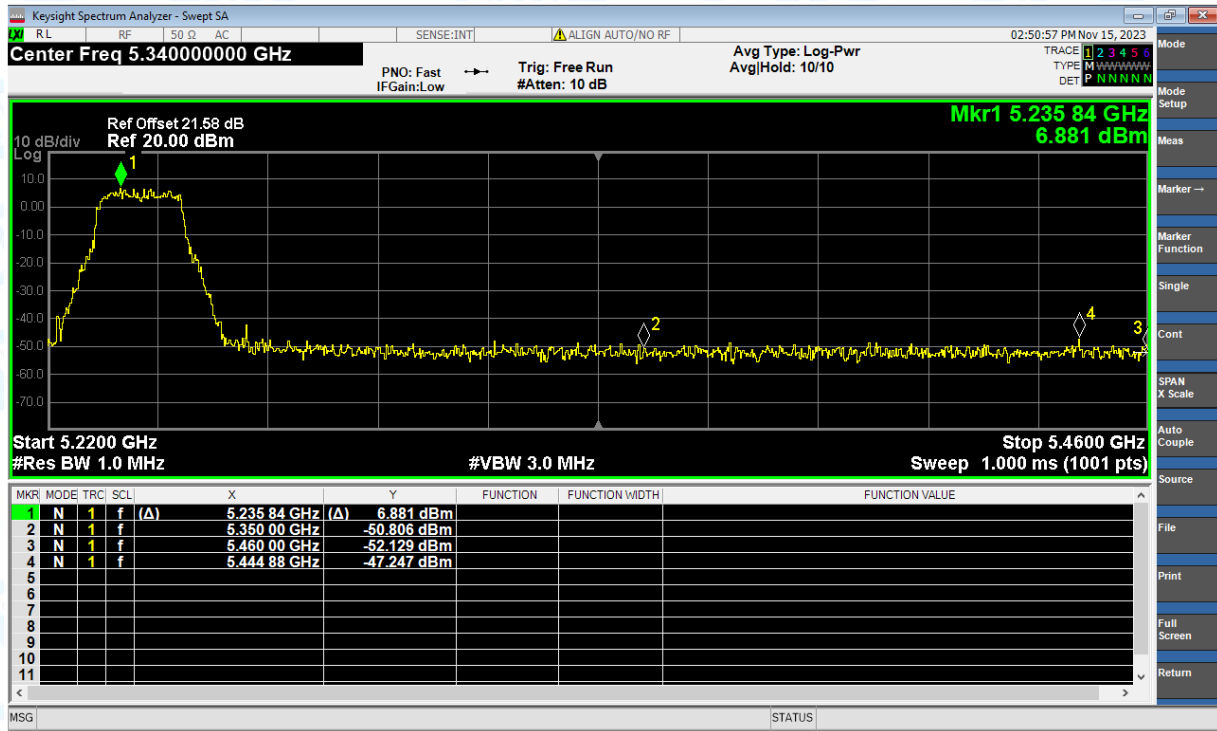 Keysight Spectrum Analyzer - Swept SA
LXI RL RF 50 Ω AC SENSE:INT ALIGN AUTO/NO RF 02:50:57 PM Nov 15, 2023
Center Freq 5.340000000 GHz
PNO: Fast
IFGain:Low
Trig: Free Run
#Atten: 10 dB
Avg Type: Log-Pwr
Avg|Hold: 10/10
TRACE 1 2 3 4 5 6
TYPE M WWWWW
DET P N N N N N
Mkr1 5.235 84 GHz
6.881 dBm
10 dB/div
Log
Ref Offset 21.58 dB
Ref 20.00 dBm
10.0
0.00
-10.0
-20.0
-30.0
-40.0
-50.0
-60.0
-70.0
1
2
4
3
Start 5.2200 GHz Stop 5.4600 GHz
#Res BW 1.0 MHz #VBW 3.0 MHz Sweep 1.000 ms (1001 pts)
MKR MODE TRC SCL X Y FUNCTION FUNCTION WIDTH FUNCTION VALUE
1 N 1 f (Δ) 5.235 84 GHz (Δ) 6.881 dBm
2 N 1 f 5.350 00 GHz -50.806 dBm
3 N 1 f 5.460 00 GHz -52.129 dBm
4 N 1 f 5.444 88 GHz -47.247 dBm
5
6
7
8
9
10
11
MSG STATUS
Mode
Mode
Setup
Meas
Marker →
Marker
Function
Single
Cont
SPAN
X Scale
Auto
Couple
Source
File
Print
Full
Screen
Return